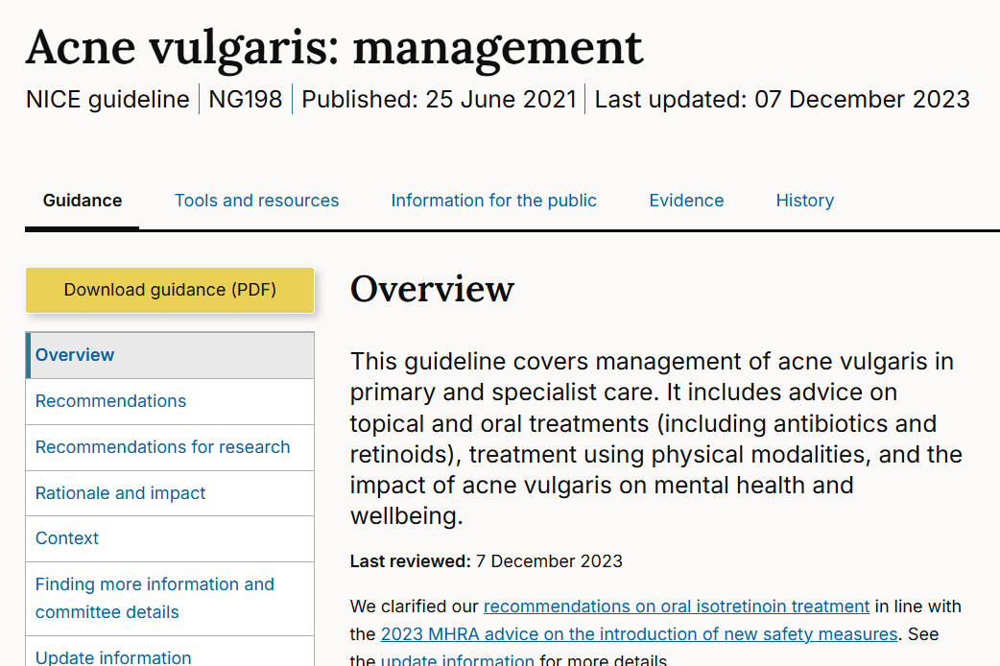 Acne vulgaris: management
NICE guideline NG198 Published: 25 June 2021 Last updated: 07 December 2023
Guidance Tools and resources Information for the public Evidence History
Download guidance (PDF)
Overview
Recommendations
Recommendations for research
Rationale and impact
Context
Finding more information and
committee details
Update information
Overview
This guideline covers management of acne vulgaris in
primary and specialist care. It includes advice on
topical and oral treatments (including antibiotics and
retinoids), treatment using physical modalities, and the
impact of acne vulgaris on mental health and
wellbeing.
Last reviewed: 7 December 2023
We clarified our recommendations on oral isotretinoin treatment in line with
the 2023 MHRA advice on the introduction of new safety measures. See
the update information for more details.